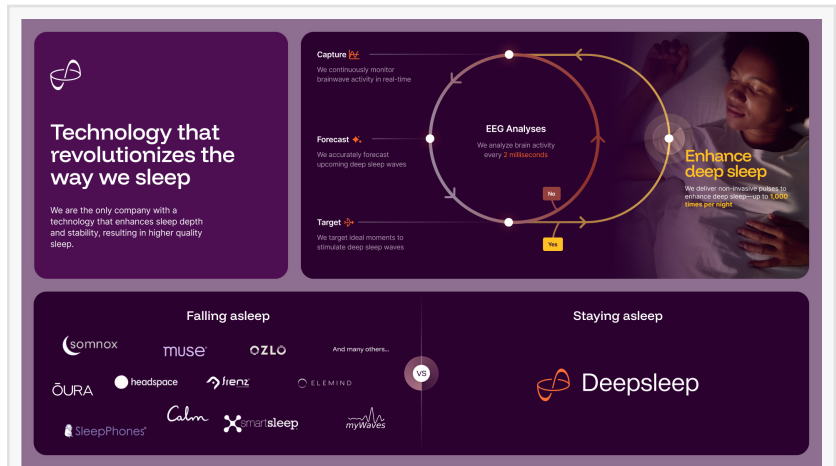 Technology that
revolutionizes the
way we sleep
We are the only company with a
technology that enhances sleep depth
and stability, resulting in higher quality
sleep.
Capture
We continuously monitor
brainwave activity in real-time
Forecast
We accurately forecast
upcoming deep sleep waves
Target
We target ideal moments to
stimulate deep sleep waves
EEG Analyses
We analyze brain activity
every 2 milliseconds
No
Yes
Enhance
deep sleep
We deliver non-invasive pulses to
enhance deep sleep—up to 1,000
times per night
Falling asleep
somnox
muse
OZLO
And many others...
ŌURA
headspace
frenz
ELEMIND
SleepPhones
Calm
smartsleep
myWaves
VS
Staying asleep
Deepsleep